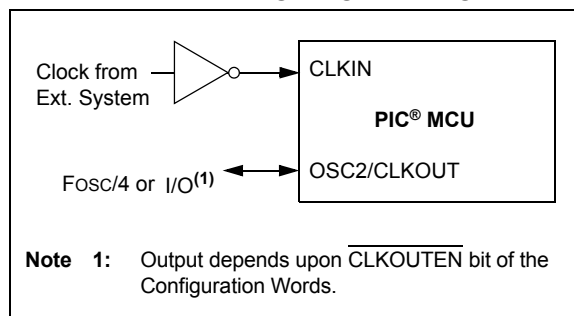 Clock from
Ext. System
CLKIN
PIC® MCU
FOSC/4 or I/O(1)
OSC2/CLKOUT
Note 1: Output depends upon CLKOUTEN bit of the
Configuration Words.